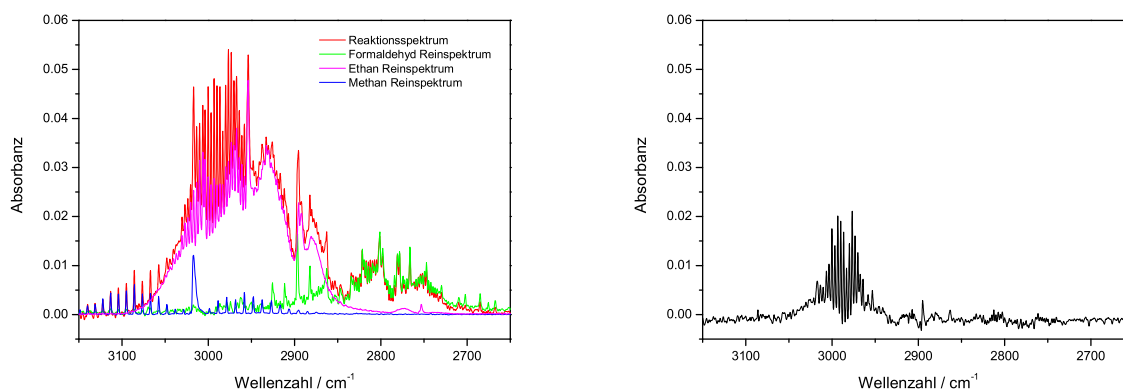 0.06
0.05
0.04
0.03
0.02
0.01
0.00
Absorbanz
3100 3000 2900 2800 2700
Wellenzahl / cm⁻¹
Reaktionsspektrum
Formaldehyd Reinspektrum
Ethan Reinspektrum
Methan Reinspektrum
0.06
0.05
0.04
0.03
0.02
0.01
0.00
Absorbanz
3100 3000 2900 2800 2700
Wellenzahl / cm⁻¹